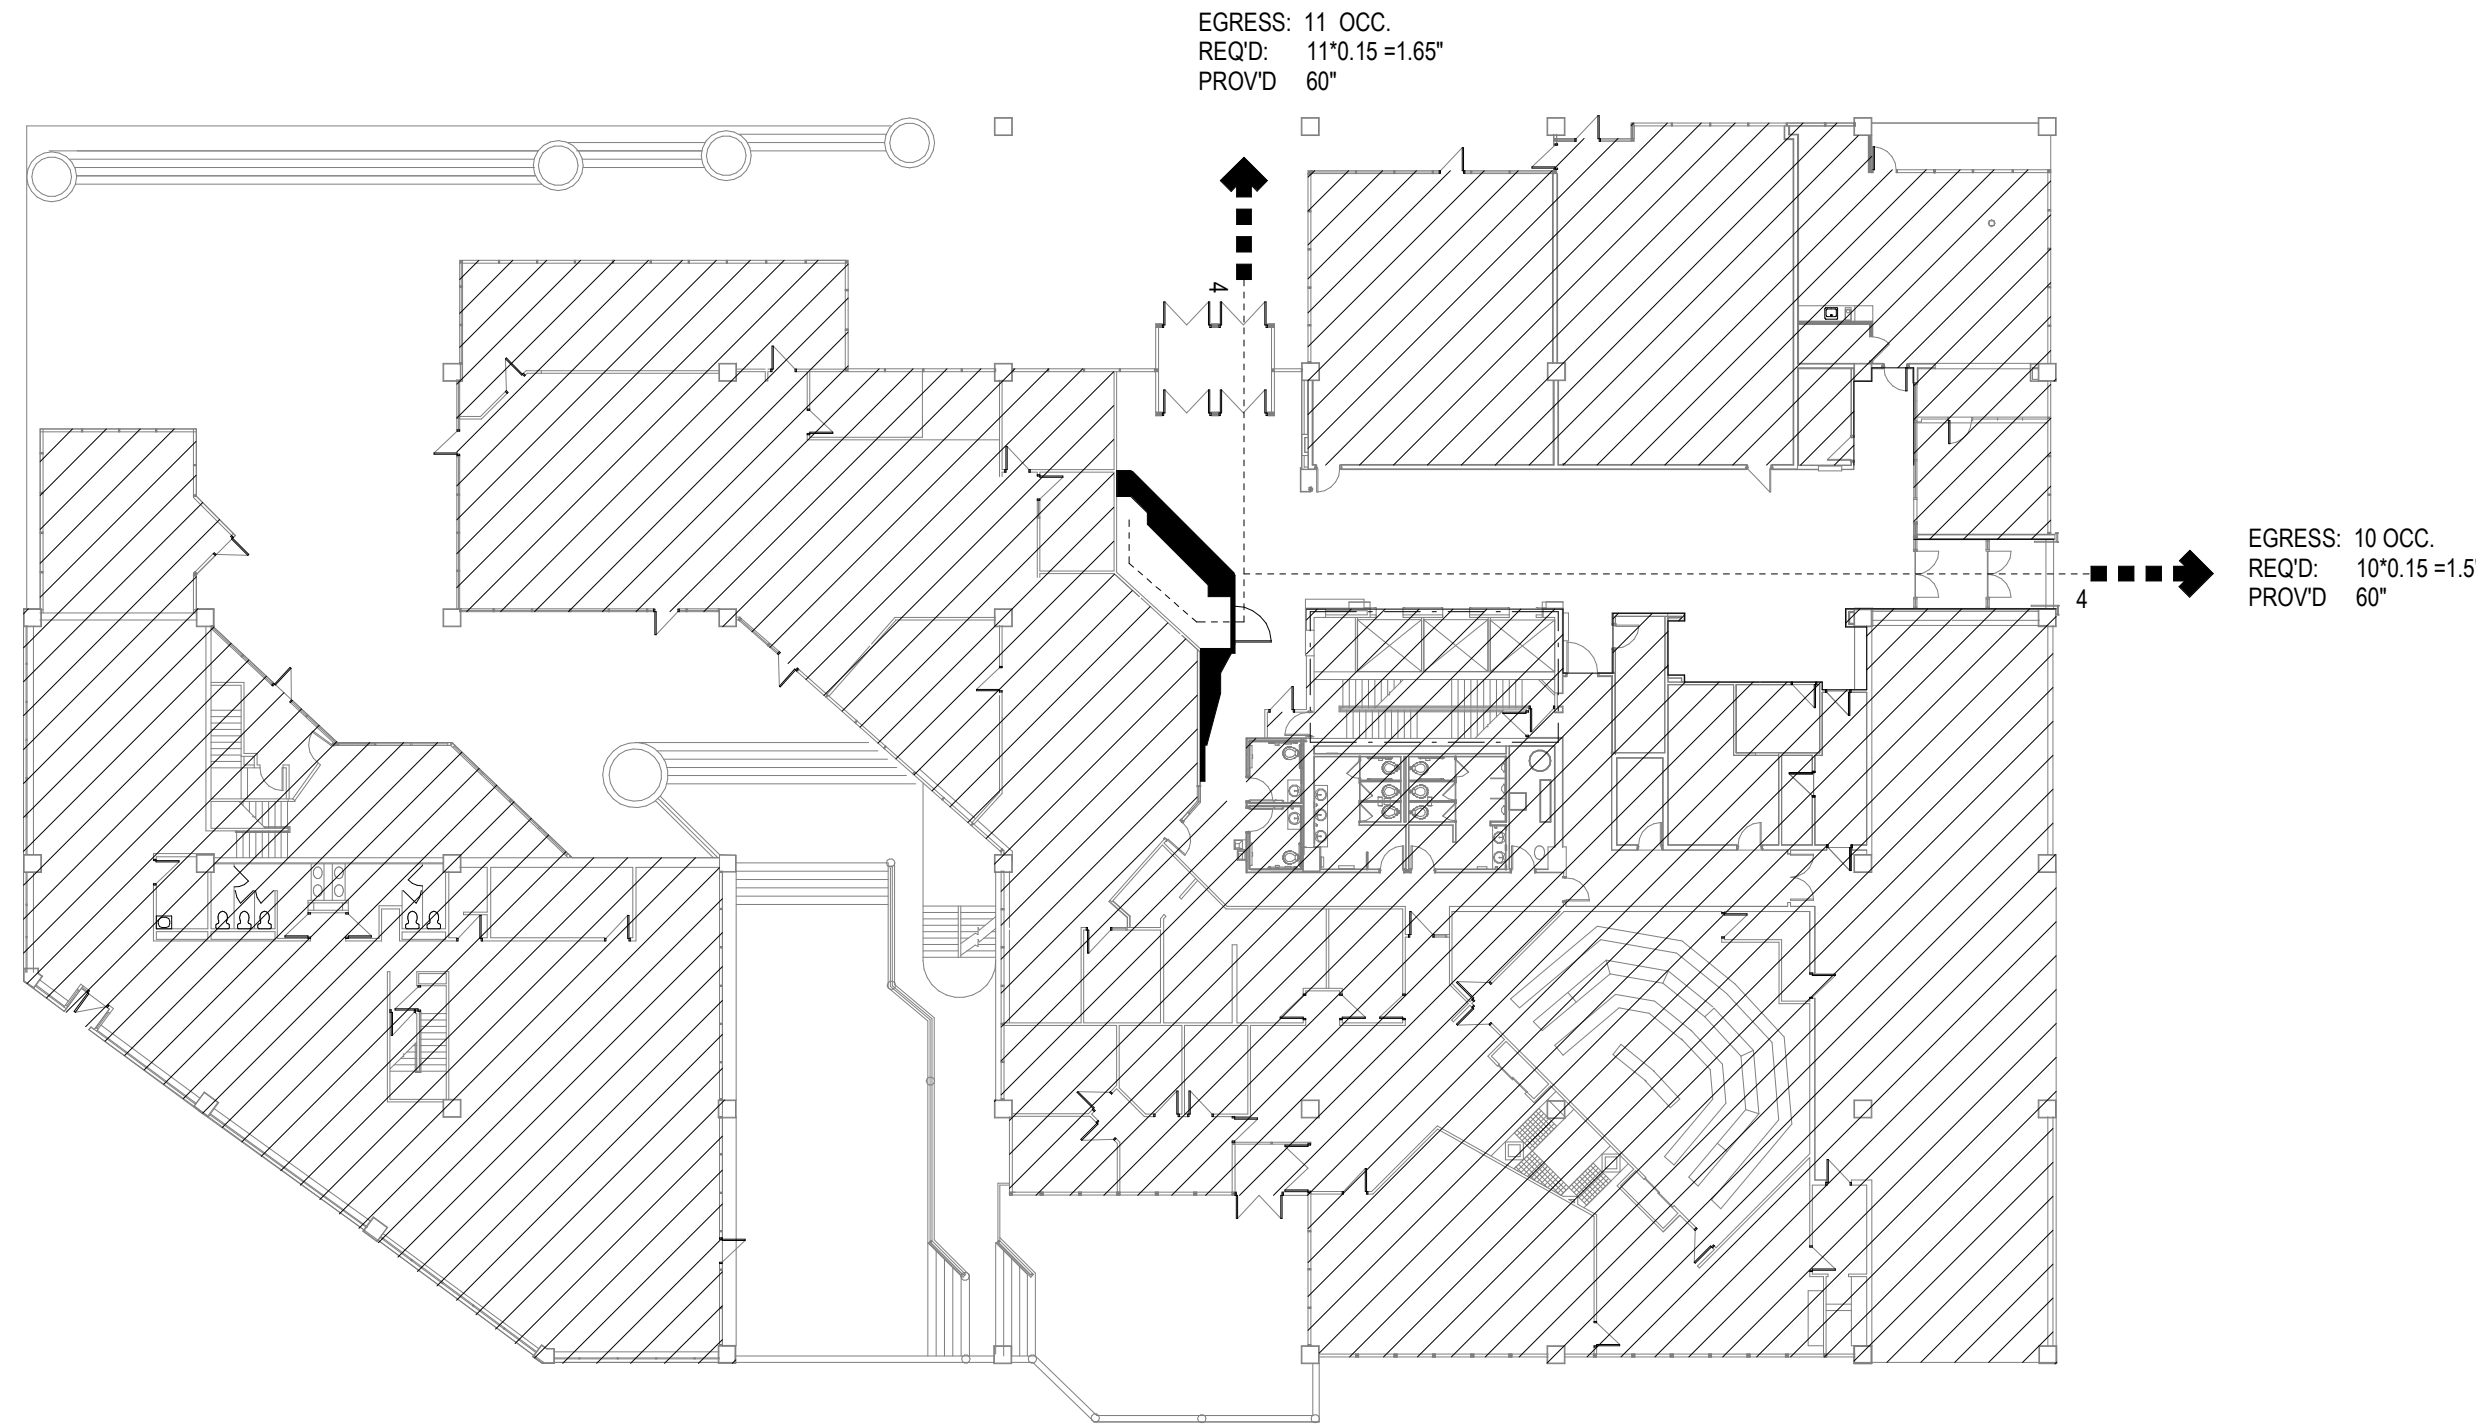 EGRESS: 11 OCC.
REQ'D: 11*0.15 =1.65"
PROV'D 60"
4
EGRESS: 10 OCC.
REQ'D: 10*0.15 =1.5"
PROV'D 60"
4